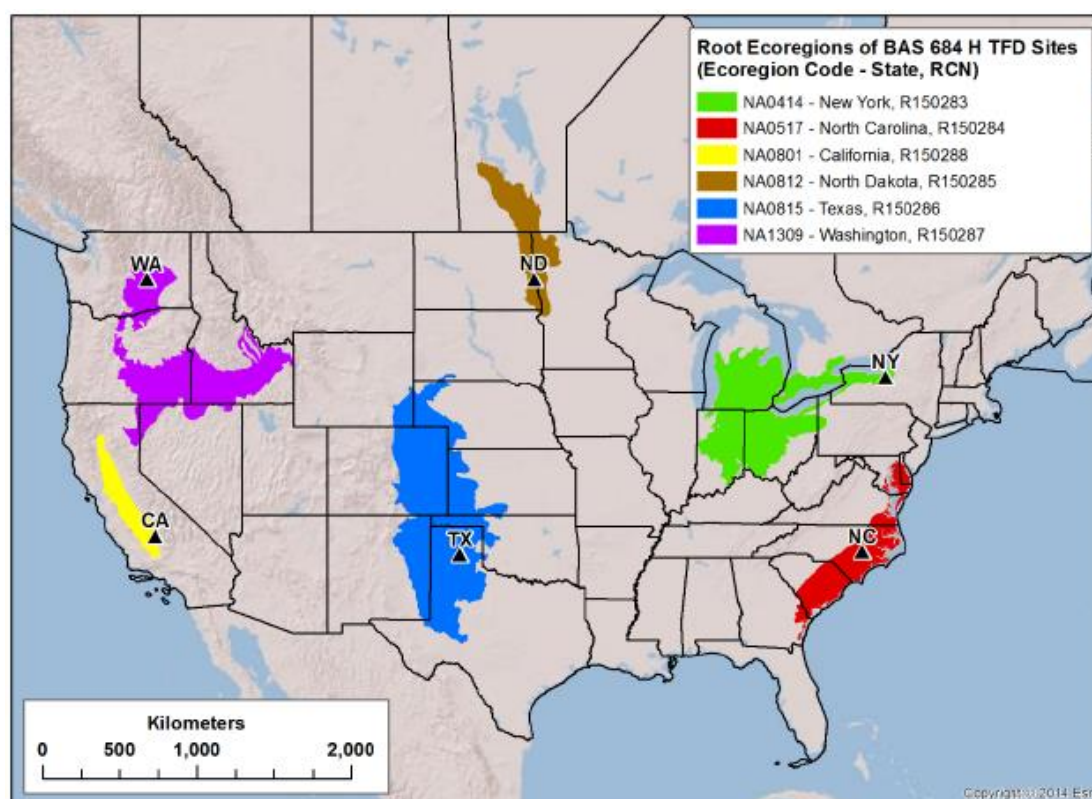 Root Ecoregions of BAS 684 H TFD Sites
(Ecoregion Code - State, RCN)
NA0414 - New York, R150283
NA0517 - North Carolina, R150284
NA0801 - California, R150288
NA0812 - North Dakota, R150285
NA0815 - Texas, R150286
NA1309 - Washington, R150287
WA
ND
NY
CA
TX
NC
Kilometers
0 500 1,000 2,000
Copyright:© 2014 Esri